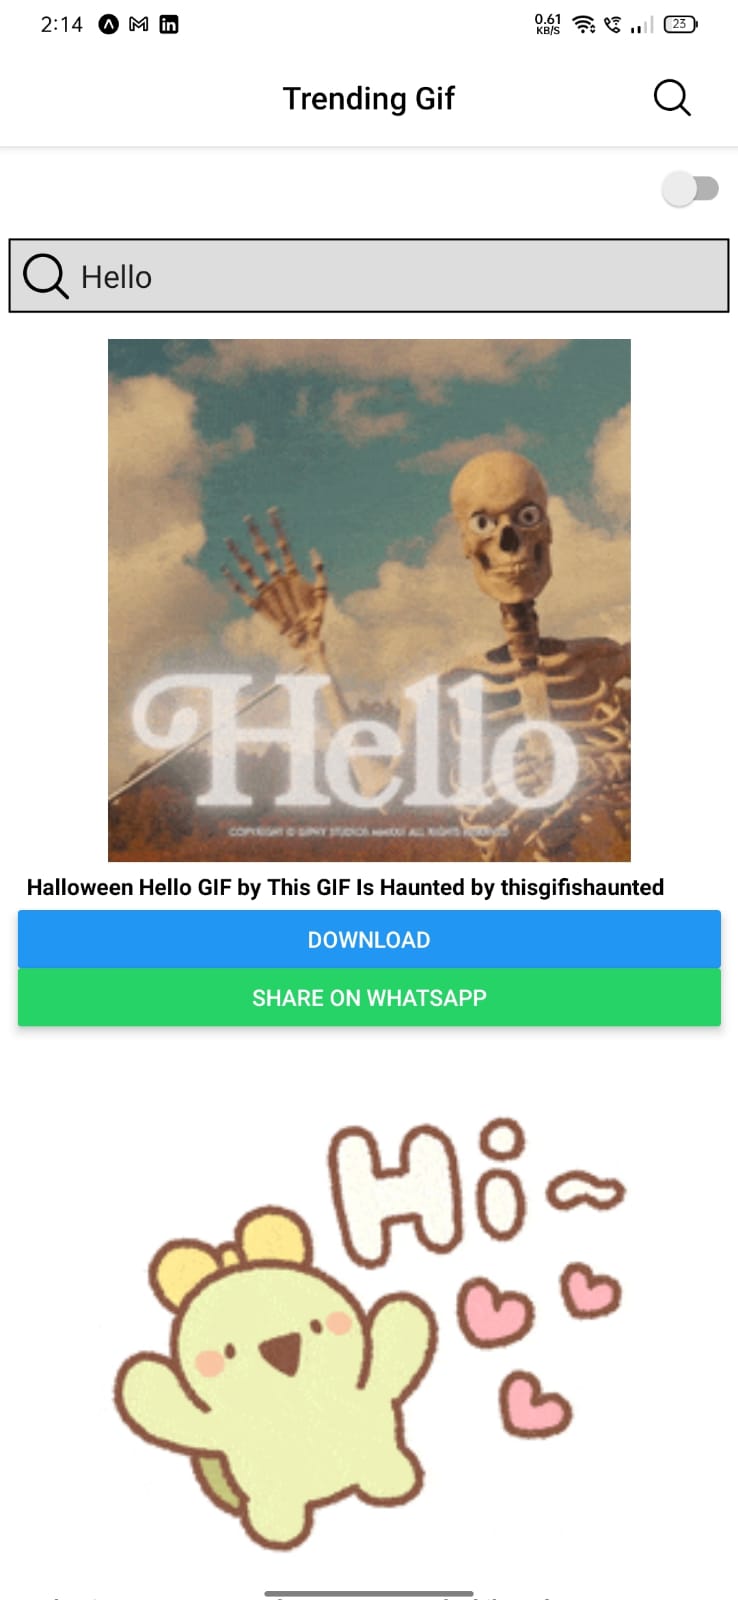 2:14
0.61
KB/S
23
Trending Gif
Hello
Hello
COPYRIGHT © GIPHY STUDIOS MMXXI ALL RIGHTS RESERVED
Halloween Hello GIF by This GIF Is Haunted by thisgifishaunted
DOWNLOAD
SHARE ON WHATSAPP
Hi~